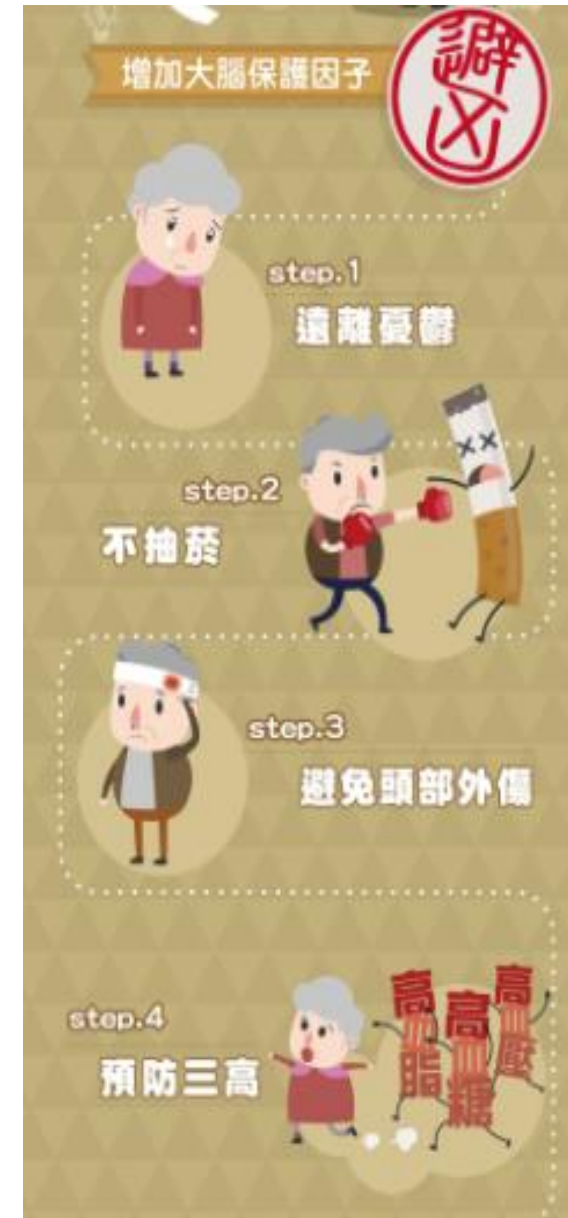 增加大腦保護因子
避凶
step.1
遠離憂鬱
step.2
不抽菸
step.3
避免頭部外傷
step.4
預防三高
高血脂
高血糖
高血壓